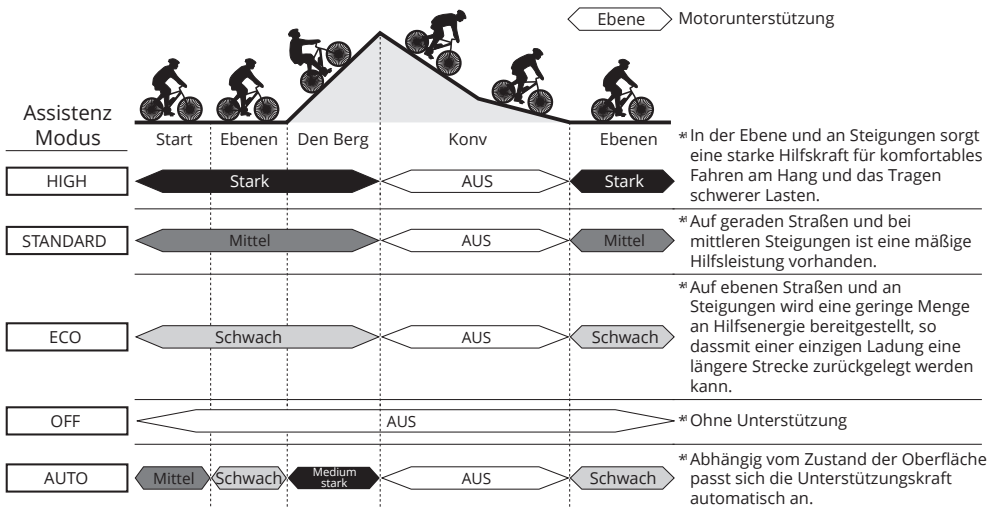 Ebene Motorunterstützung
Assistenz
Modus
Start Ebenen Den Berg Konv Ebenen
HIGH Stark AUS Stark
*In der Ebene und an Steigungen sorgt
eine starke Hilfskraft für komfortables
Fahren am Hang und das Tragen
schwerer Lasten.
STANDARD Mittel AUS Mittel
*Auf geraden Straßen und bei
mittleren Steigungen ist eine mäßige
Hilfsleistung vorhanden.
ECO Schwach AUS Schwach
*Auf ebenen Straßen und an
Steigungen wird eine geringe Menge
an Hilfsenergie bereitgestellt, so
dassmit einer einzigen Ladung eine
längere Strecke zurückgelegt werden
kann.
OFF AUS
*Ohne Unterstützung
AUTO Mittel Schwach Medium
stark AUS Schwach
*Abhängig vom Zustand der Oberfläche
passt sich die Unterstützungskraft
automatisch an.